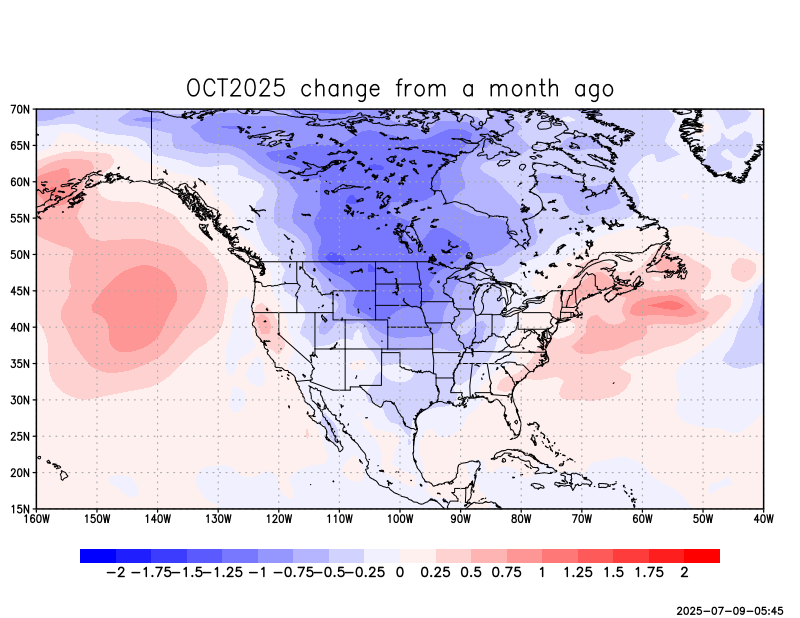 OCT2025 change from a month ago
70N
65N
60N
55N
50N
45N
40N
35N
30N
25N
20N
15N
160W 150W 140W 130W 120W 110W 100W 90W 80W 70W 60W 50W 40W
−2 −1.75 −1.5 −1.25 −1 −0.75 −0.5 −0.25 0 0.25 0.5 0.75 1 1.25 1.5 1.75 2
2025-07-09-05:45